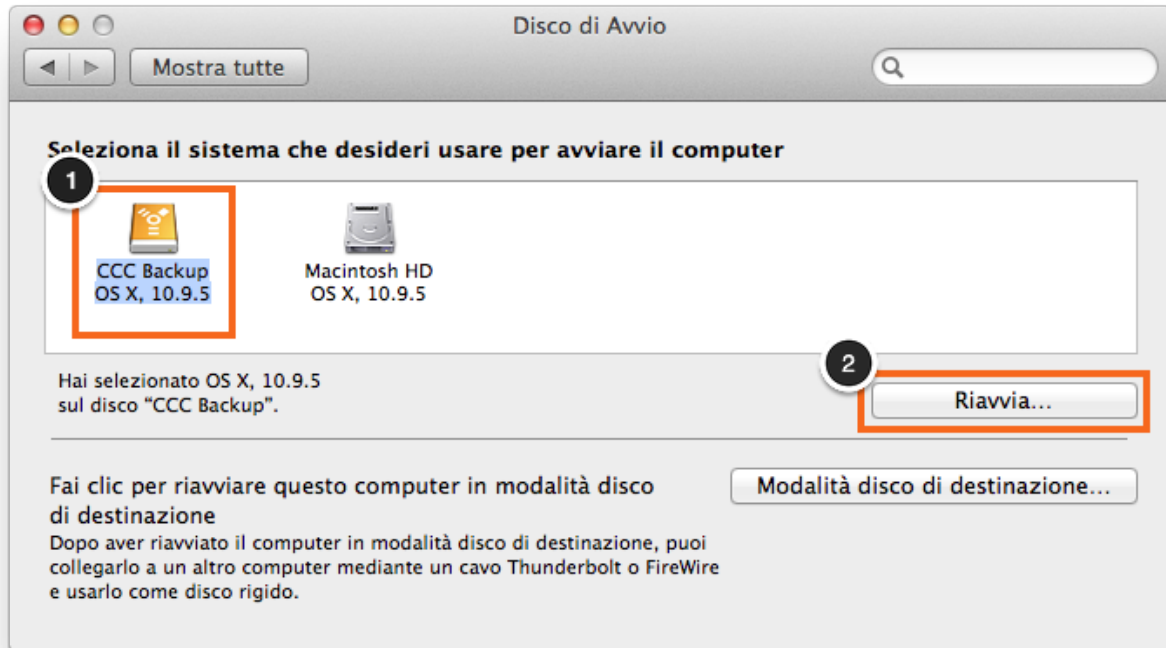 Disco di Avvio
Mostra tutte
Seleziona il sistema che desideri usare per avviare il computer
1
CCC Backup
OS X, 10.9.5
Macintosh HD
OS X, 10.9.5
Hai selezionato OS X, 10.9.5
sul disco “CCC Backup”.
2
Riavvia...
Fai clic per riavviare questo computer in modalità disco
di destinazione
Modalità disco di destinazione...
Dopo aver riavviato il computer in modalità disco di destinazione, puoi
collegarlo a un altro computer mediante un cavo Thunderbolt o FireWire
e usarlo come disco rigido.